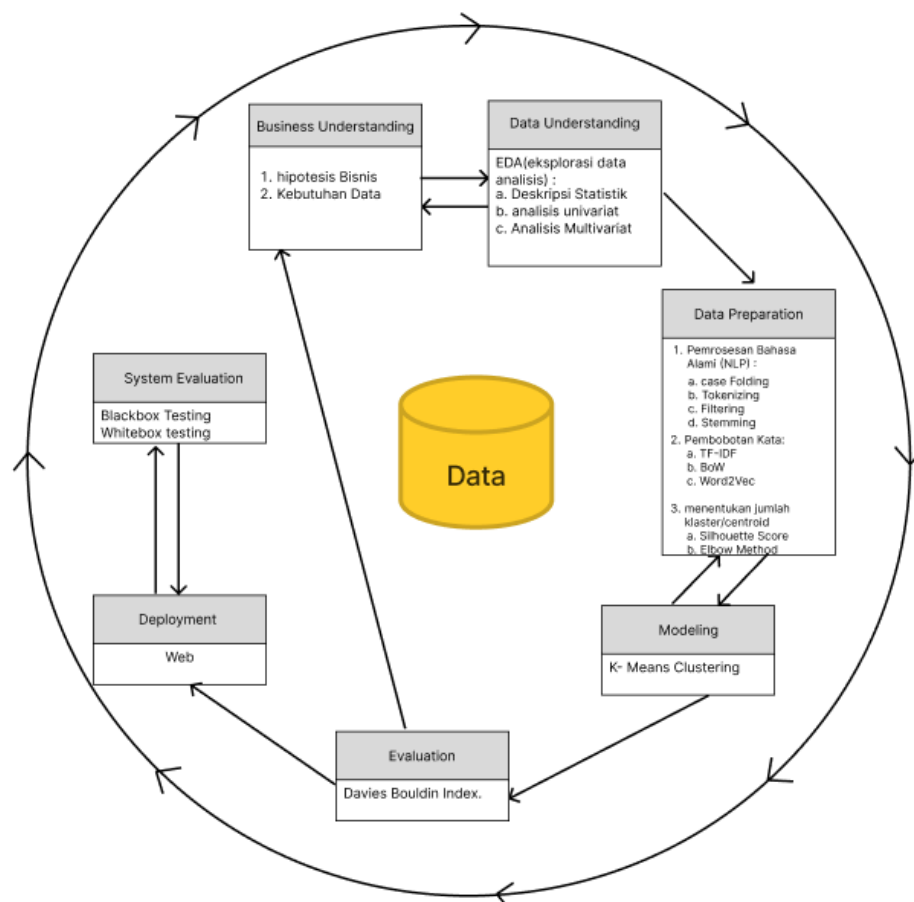 Business Understanding
1. hipotesis Bisnis
2. Kebutuhan Data
Data Understanding
EDA(eksplorasi data
analisis) :
a. Deskripsi Statistik
b. analisis univariat
c. Analisis Multivariat
Data Preparation
1. Pemrosesan Bahasa
Alami (NLP) :
a. case Folding
b. Tokenizing
c. Filtering
d. Stemming
2. Pembobotan Kata:
a. TF-IDF
b. BoW
c. Word2Vec
3. menentukan jumlah
klaster/centroid
a. Silhouette Score
b. Elbow Method
System Evaluation
Blackbox Testing
Whitebox testing
Data
Deployment
Web
Modeling
K- Means Clustering
Evaluation
Davies Bouldin Index.